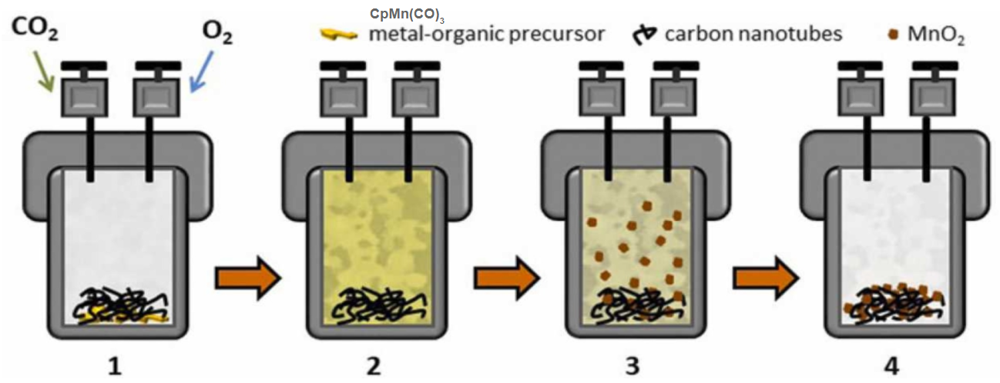 CO₂
O₂
CpMn(CO)₃
metal-organic precursor
carbon nanotubes
MnO₂
1
2
3
4